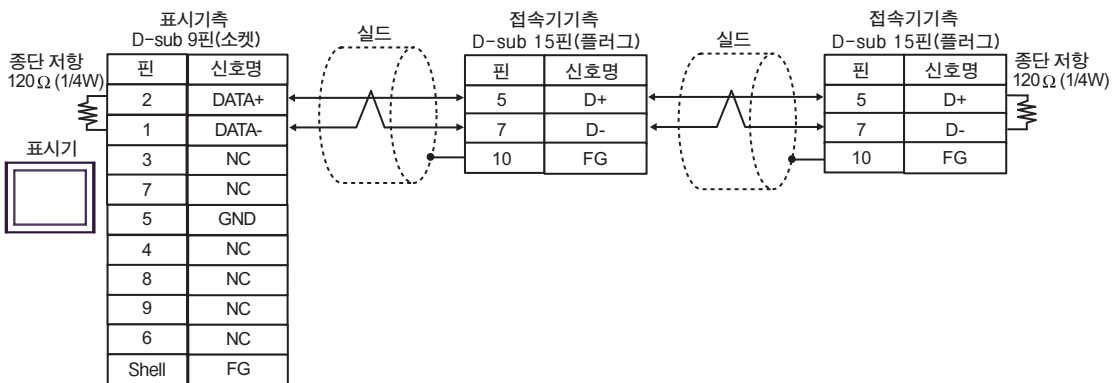 표시기측
D-sub 9핀(소켓)
종단 저항
120Ω (1/4W)
표시기
핀 신호명
2 DATA+
1 DATA-
3 NC
7 NC
5 GND
4 NC
8 NC
9 NC
6 NC
Shell FG
실드
접속기기측
D-sub 15핀(플러그)
핀 신호명
5 D+
7 D-
10 FG
실드
접속기기측
D-sub 15핀(플러그)
핀 신호명
5 D+
7 D-
10 FG
종단 저항
120Ω (1/4W)